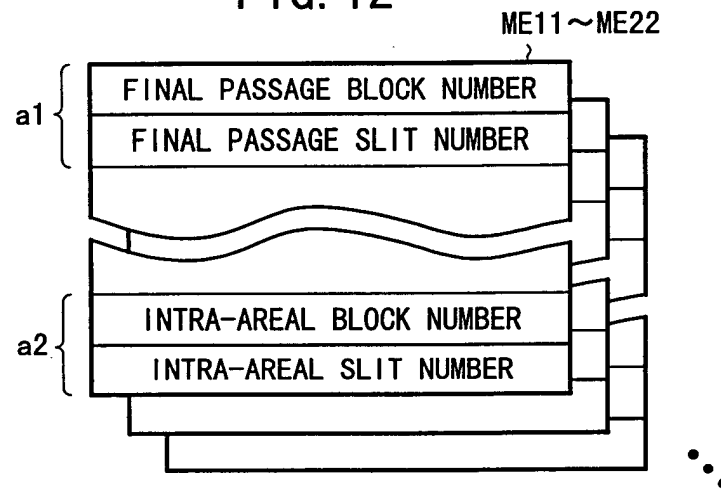 FIG. 12
ME11~ME22
a1
FINAL PASSAGE BLOCK NUMBER
FINAL PASSAGE SLIT NUMBER
a2
INTRA-AREAL BLOCK NUMBER
INTRA-AREAL SLIT NUMBER